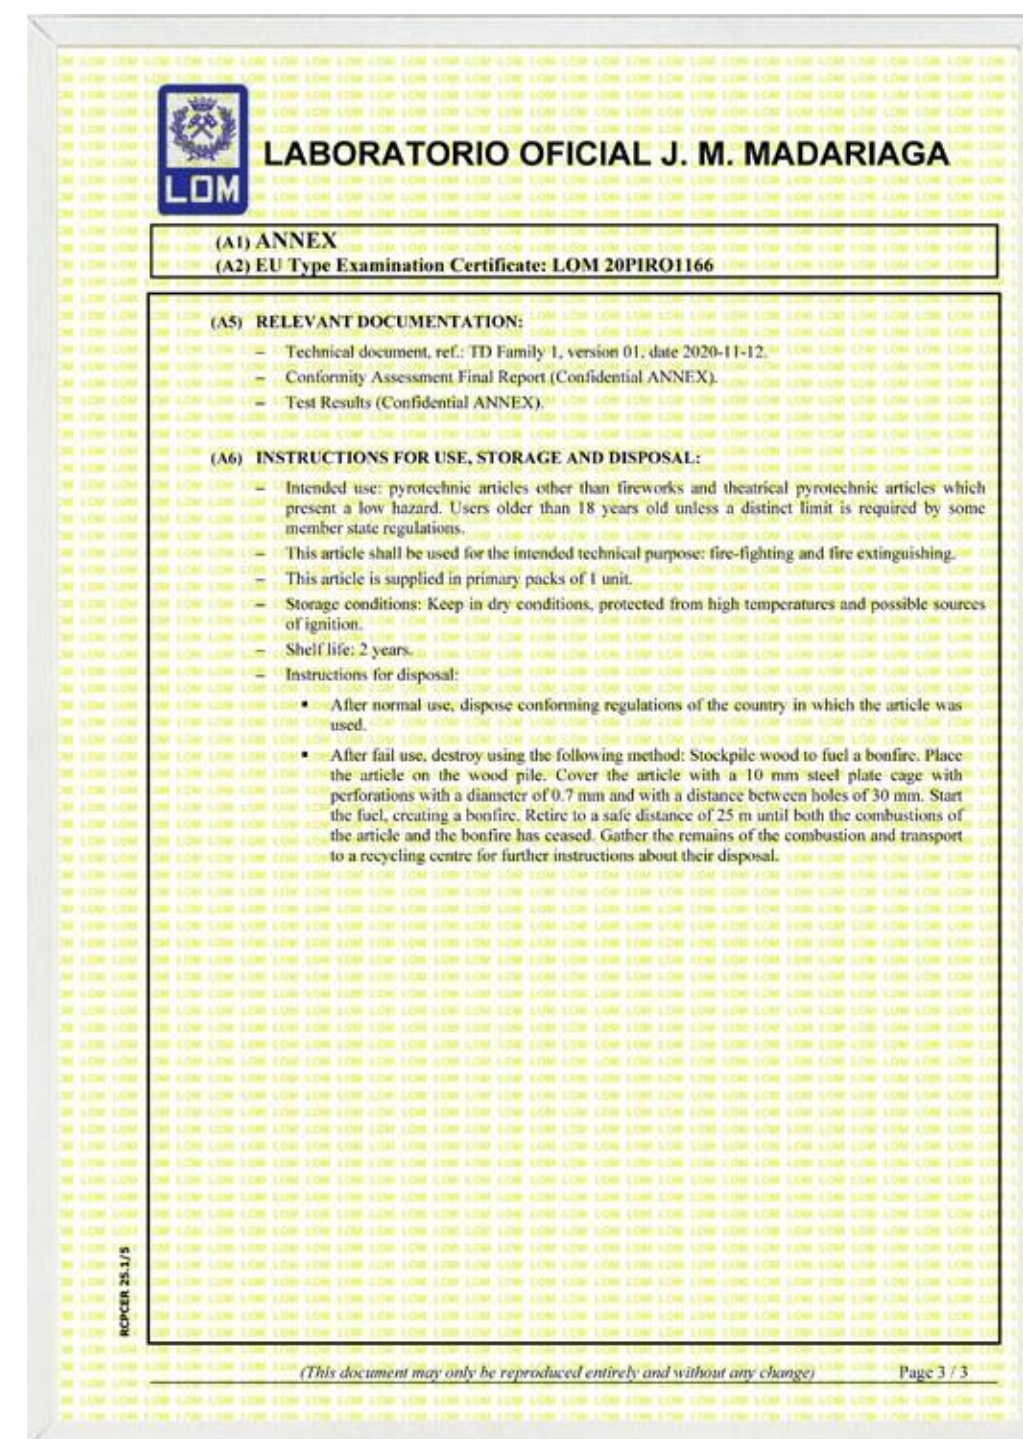 LOM
LABORATORIO OFICIAL J. M. MADARIAGA
(A1) ANNEX
(A2) EU Type Examination Certificate: LOM 20PIRO1166
(A5) RELEVANT DOCUMENTATION:
– Technical document, ref.: TD Family 1, version 01, date 2020-11-12.
– Conformity Assessment Final Report (Confidential ANNEX).
– Test Results (Confidential ANNEX).
(A6) INSTRUCTIONS FOR USE, STORAGE AND DISPOSAL:
– Intended use: pyrotechnic articles other than fireworks and theatrical pyrotechnic articles which
present a low hazard. Users older than 18 years old unless a distinct limit is required by some
member state regulations.
– This article shall be used for the intended technical purpose: fire-fighting and fire extinguishing.
– This article is supplied in primary packs of 1 unit.
– Storage conditions: Keep in dry conditions, protected from high temperatures and possible sources
of ignition.
– Shelf life: 2 years.
– Instructions for disposal:
▪ After normal use, dispose conforming regulations of the country in which the article was
used.
▪ After fail use, destroy using the following method: Stockpile wood to fuel a bonfire. Place
the article on the wood pile. Cover the article with a 10 mm steel plate cage with
perforations with a diameter of 0.7 mm and with a distance between holes of 30 mm. Start
the fuel, creating a bonfire. Retire to a safe distance of 25 m until both the combustions of
the article and the bonfire has ceased. Gather the remains of the combustion and transport
to a recycling centre for further instructions about their disposal.
RCPCER 25.1/5
(This document may only be reproduced entirely and without any change) Page 3 / 3